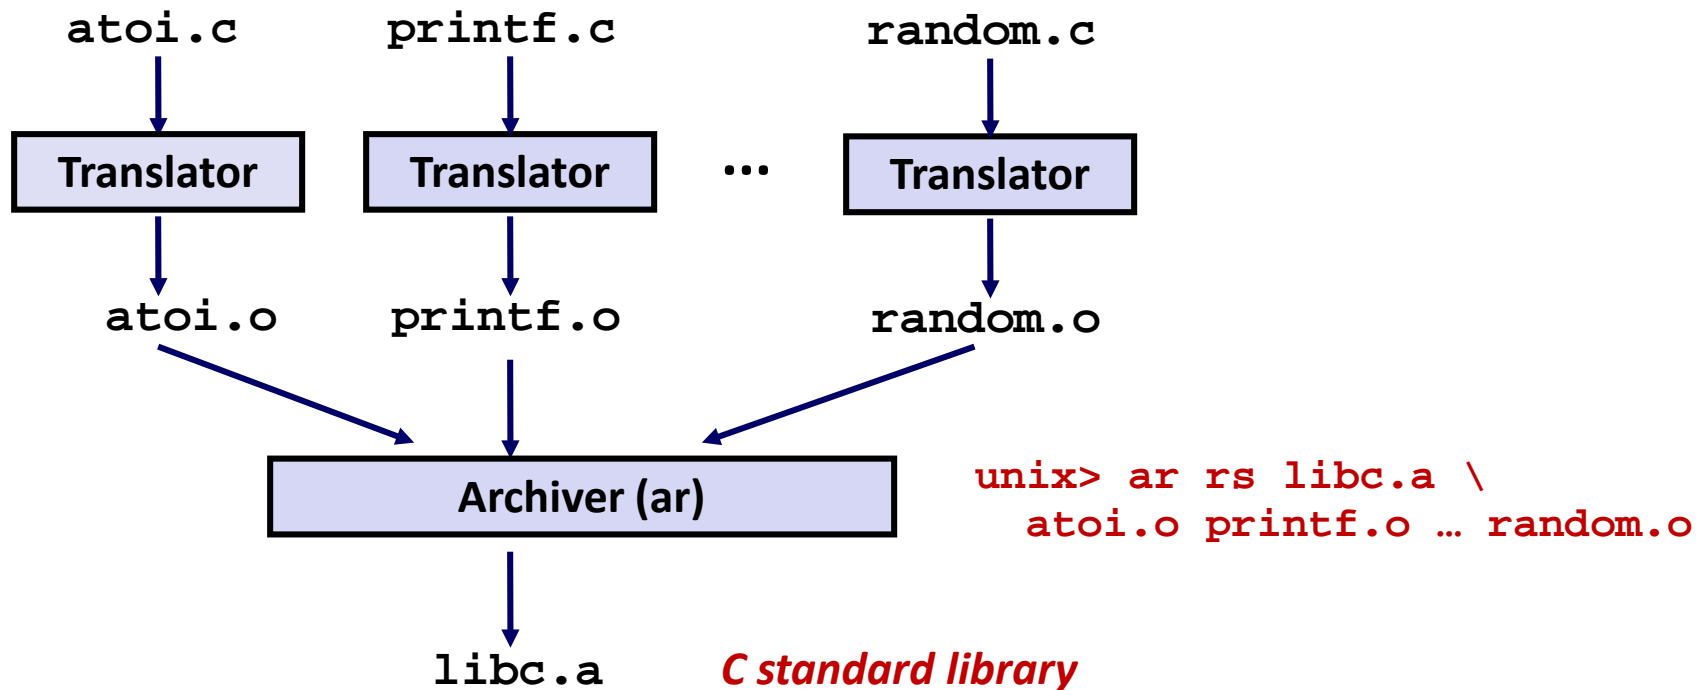 atoi.c printf.c random.c
Translator Translator ... Translator
atoi.o printf.o random.o
Archiver (ar)
unix> ar rs libc.a \
atoi.o printf.o … random.o
libc.a C standard library